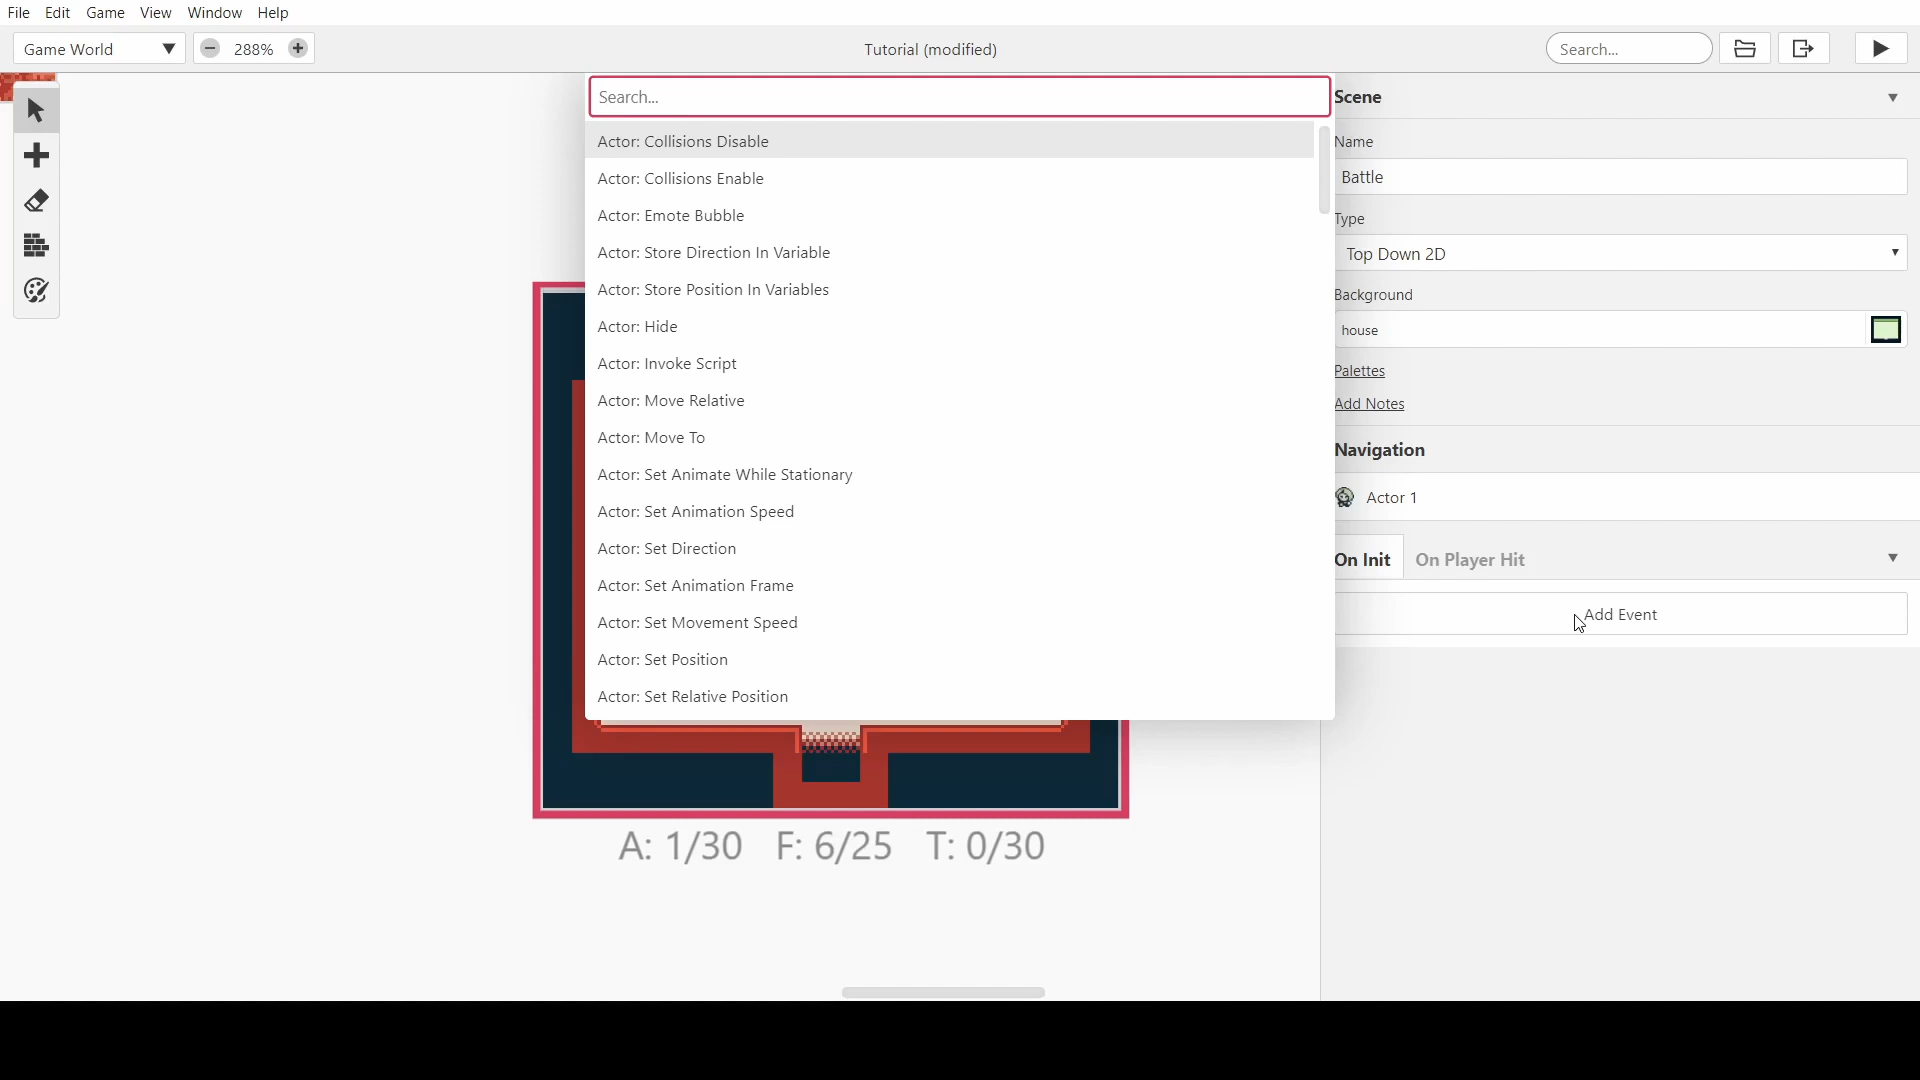 File Edit Game View Window Help
Game World 288% Tutorial (modified) Search...
Search...
Actor: Collisions Disable
Actor: Collisions Enable
Actor: Emote Bubble
Actor: Store Direction In Variable
Actor: Store Position In Variables
Actor: Hide
Actor: Invoke Script
Actor: Move Relative
Actor: Move To
Actor: Set Animate While Stationary
Actor: Set Animation Speed
Actor: Set Direction
Actor: Set Animation Frame
Actor: Set Movement Speed
Actor: Set Position
Actor: Set Relative Position
A: 1/30 F: 6/25 T: 0/30
Scene
Name
Battle
Type
Top Down 2D
Background
house
Palettes
Add Notes
Navigation
Actor 1
On Init On Player Hit
Add Event